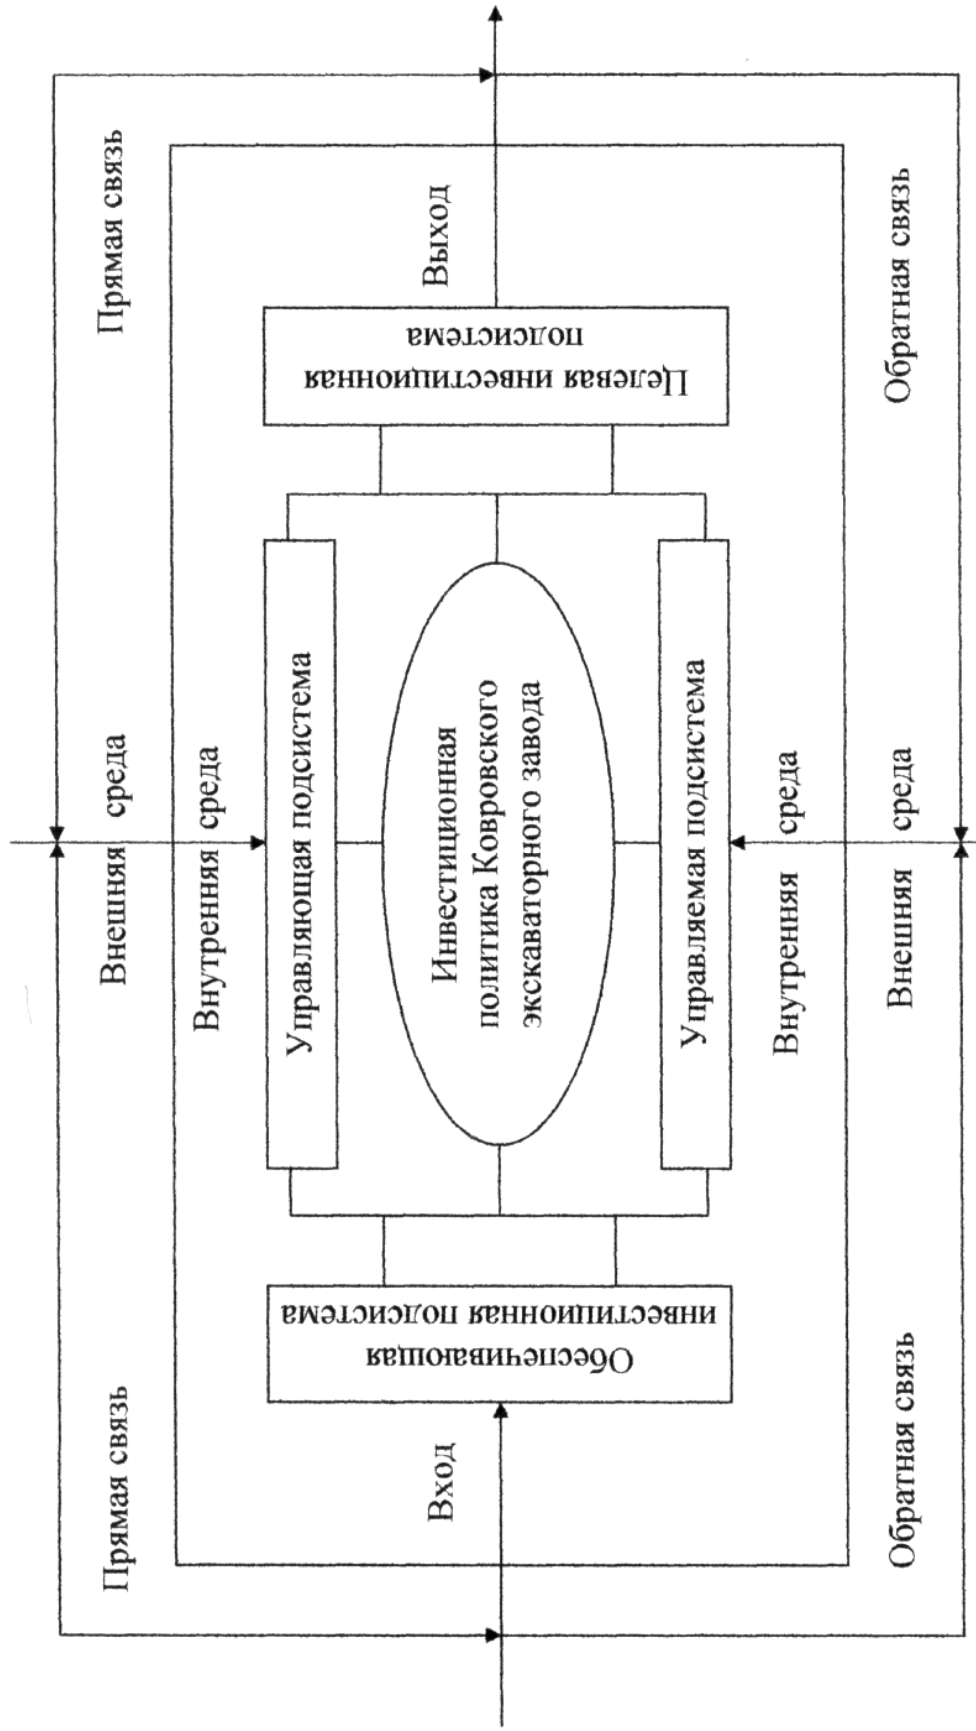 Прямая связь
Внешняя среда
Прямая связь
Внутренняя среда
Управляющая подсистема
Вход
Обеспечивающая
инвестиционная подсистема
Инвестиционная
политика Ковровского
экскаваторного завода
Целевая инвестиционная
подсистема
Выход
Управляемая подсистема
Внутренняя среда
Обратная связь
Внешняя среда
Обратная связь